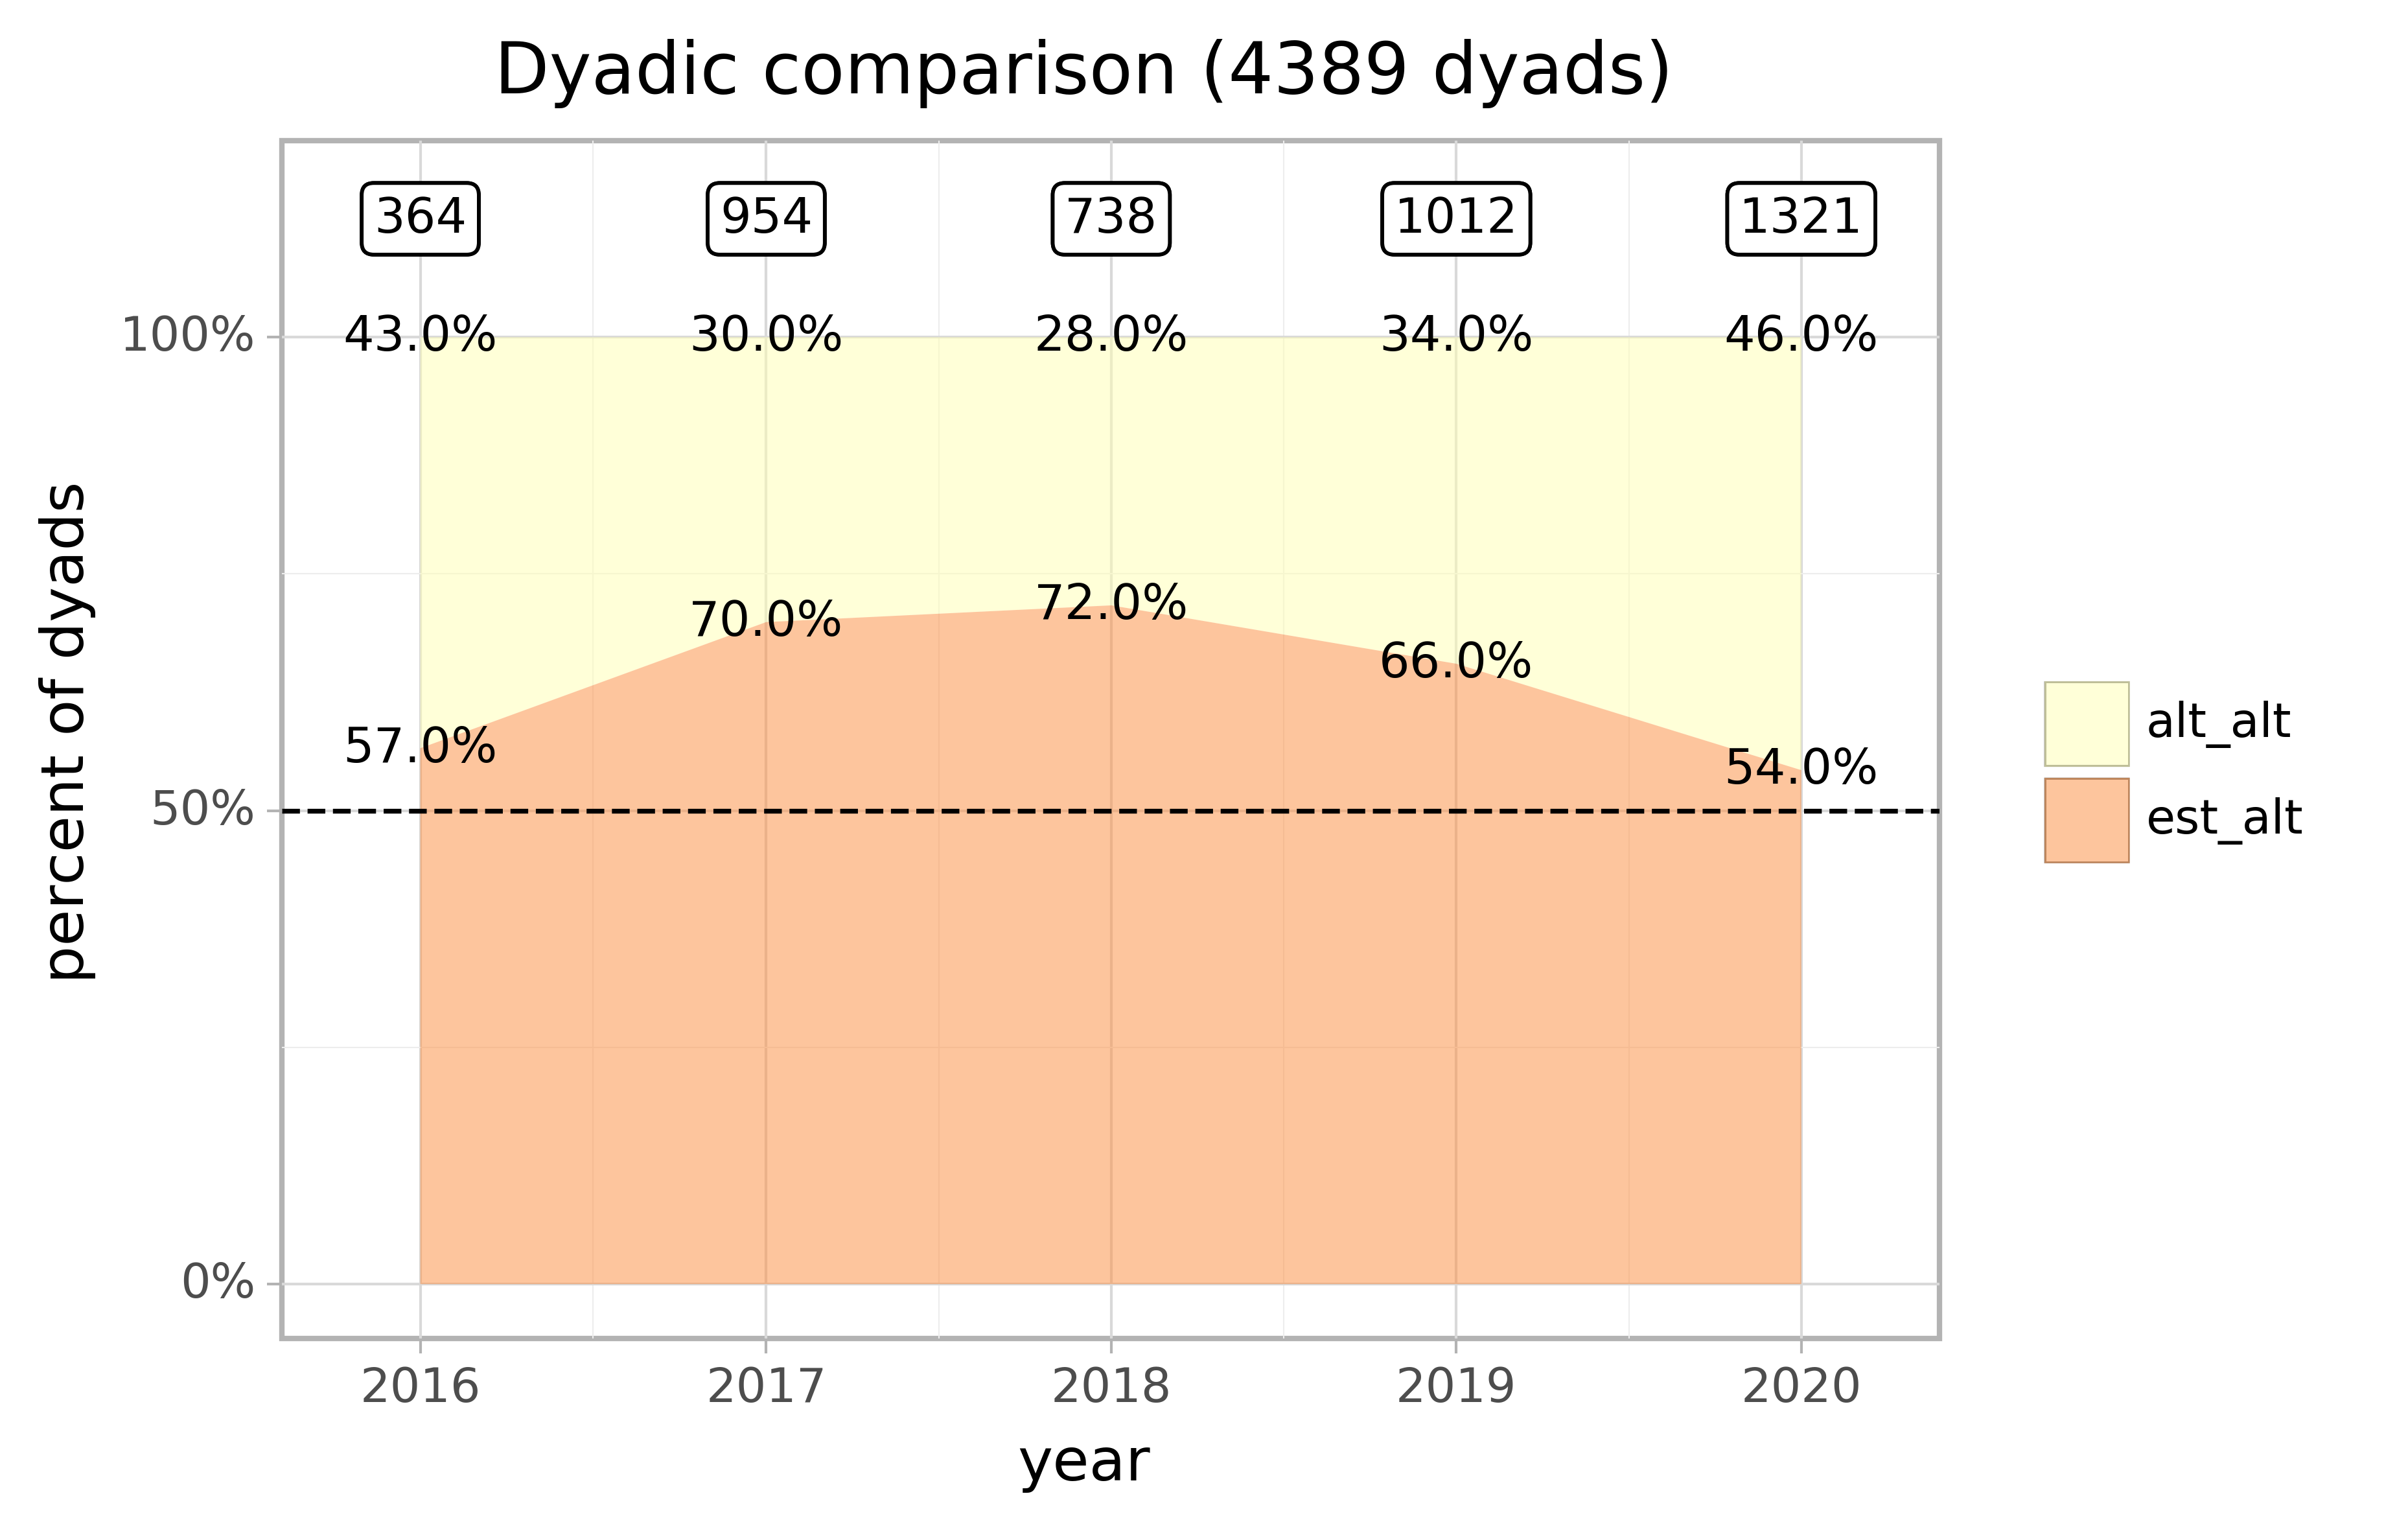 Dyadic comparison (4389 dyads)
364 954 738 1012 1321
100% 43.0% 30.0% 28.0% 34.0% 46.0%
72.0%
70.0%
66.0%
57.0%
54.0%
50%
0%
2016 2017 2018 2019 2020
year
percent of dyads
alt_alt
est_alt